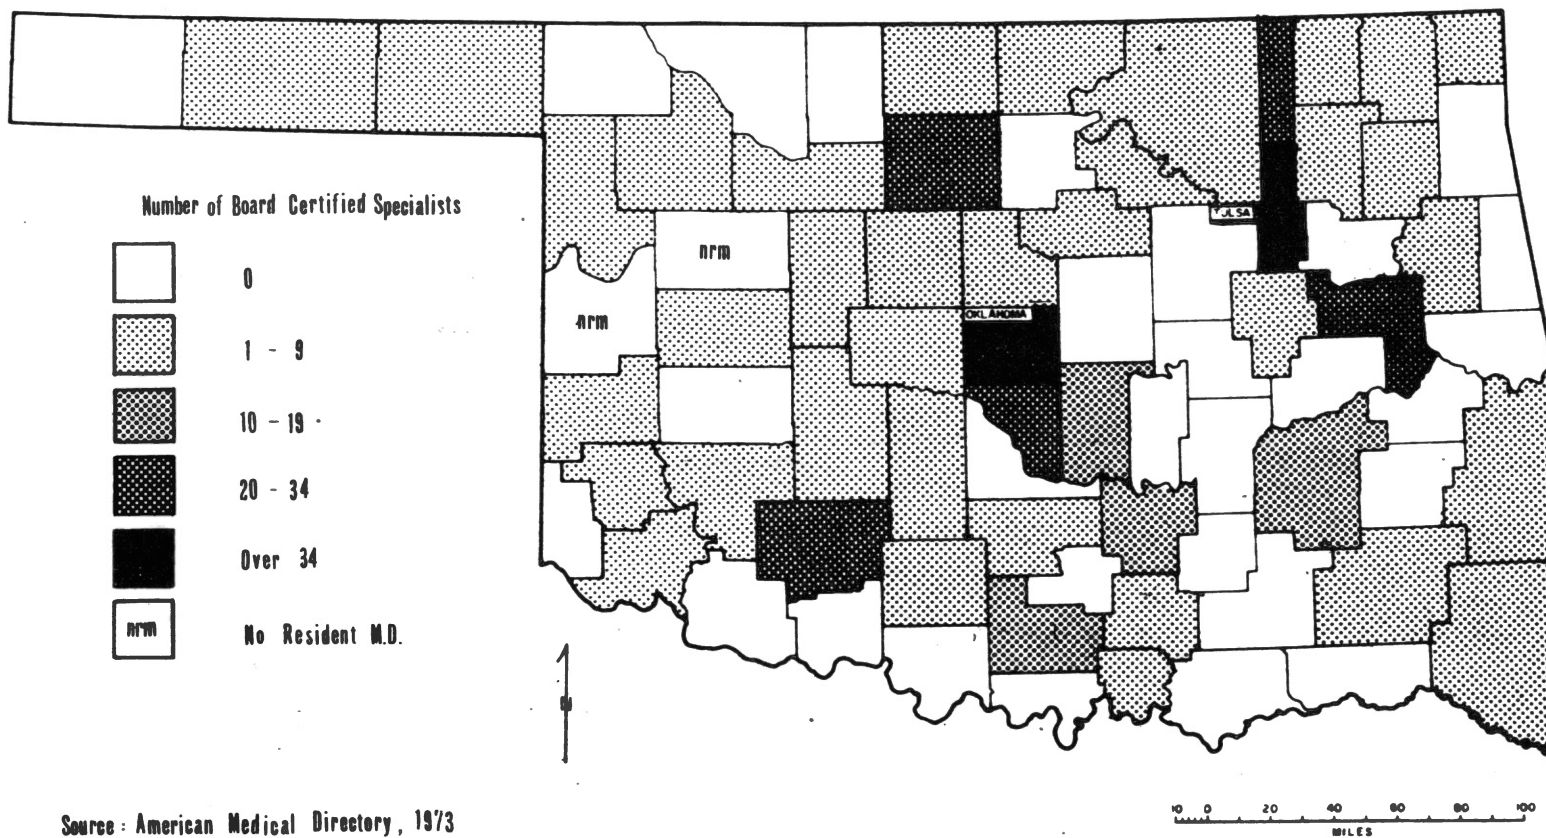 Number of Board Certified Specialists
0
1 - 9
10 - 19
20 - 34
Over 34
nrm No Resident M.D.
nrm
nrm
TULSA
OKLAHOMA
Source: American Medical Directory, 1973
10 0 20 40 60 80 100
MILES